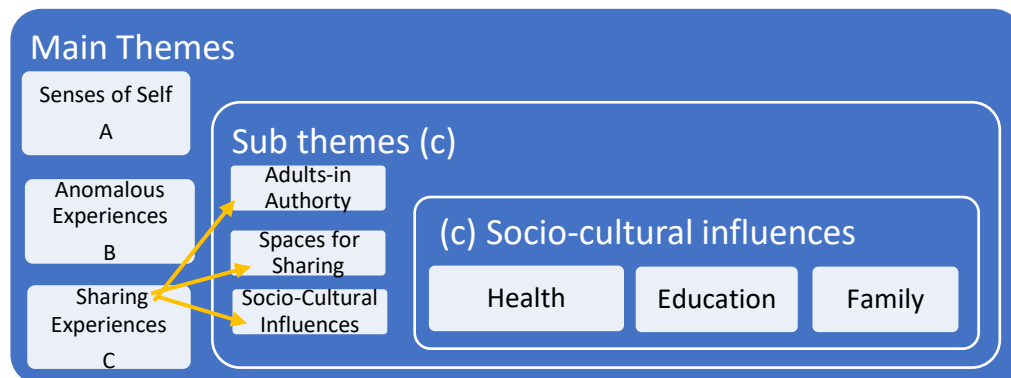 Main Themes
Senses of Self
A
Anomalous
Experiences
B
Sharing
Experiences
C
Sub themes (c)
Adults-in
Authorty
Spaces for
Sharing
Socio-Cultural
Influences
(c) Socio-cultural influences
Health
Education
Family